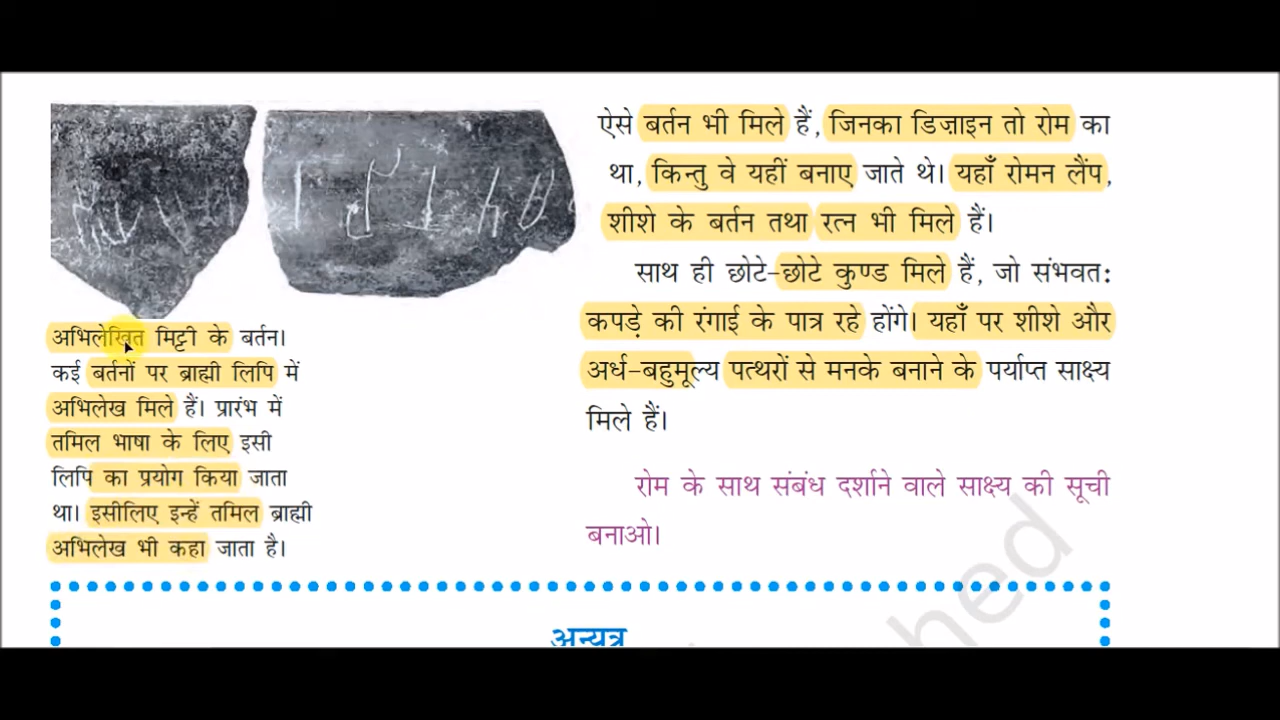 ऐसे बर्तन भी मिले हैं, जिनका डिज़ाइन तो रोम का
था, किन्तु वे यहीं बनाए जाते थे। यहाँ रोमन लैंप,
शीशे के बर्तन तथा रत्न भी मिले हैं।
साथ ही छोटे-छोटे कुण्ड मिले हैं, जो संभवतः
कपड़े की रंगाई के पात्र रहे होंगे। यहाँ पर शीशे और
अर्ध-बहुमूल्य पत्थरों से मनके बनाने के पर्याप्त साक्ष्य
मिले हैं।
रोम के साथ संबंध दर्शाने वाले साक्ष्य की सूची
बनाओ।
अभिलेखित मिट्टी के बर्तन।
कई बर्तनों पर ब्राह्मी लिपि में
अभिलेख मिले हैं। प्रारंभ में
तमिल भाषा के लिए इसी
लिपि का प्रयोग किया जाता
था। इसीलिए इन्हें तमिल ब्राह्मी
अभिलेख भी कहा जाता है।
अन्यत्र
hed